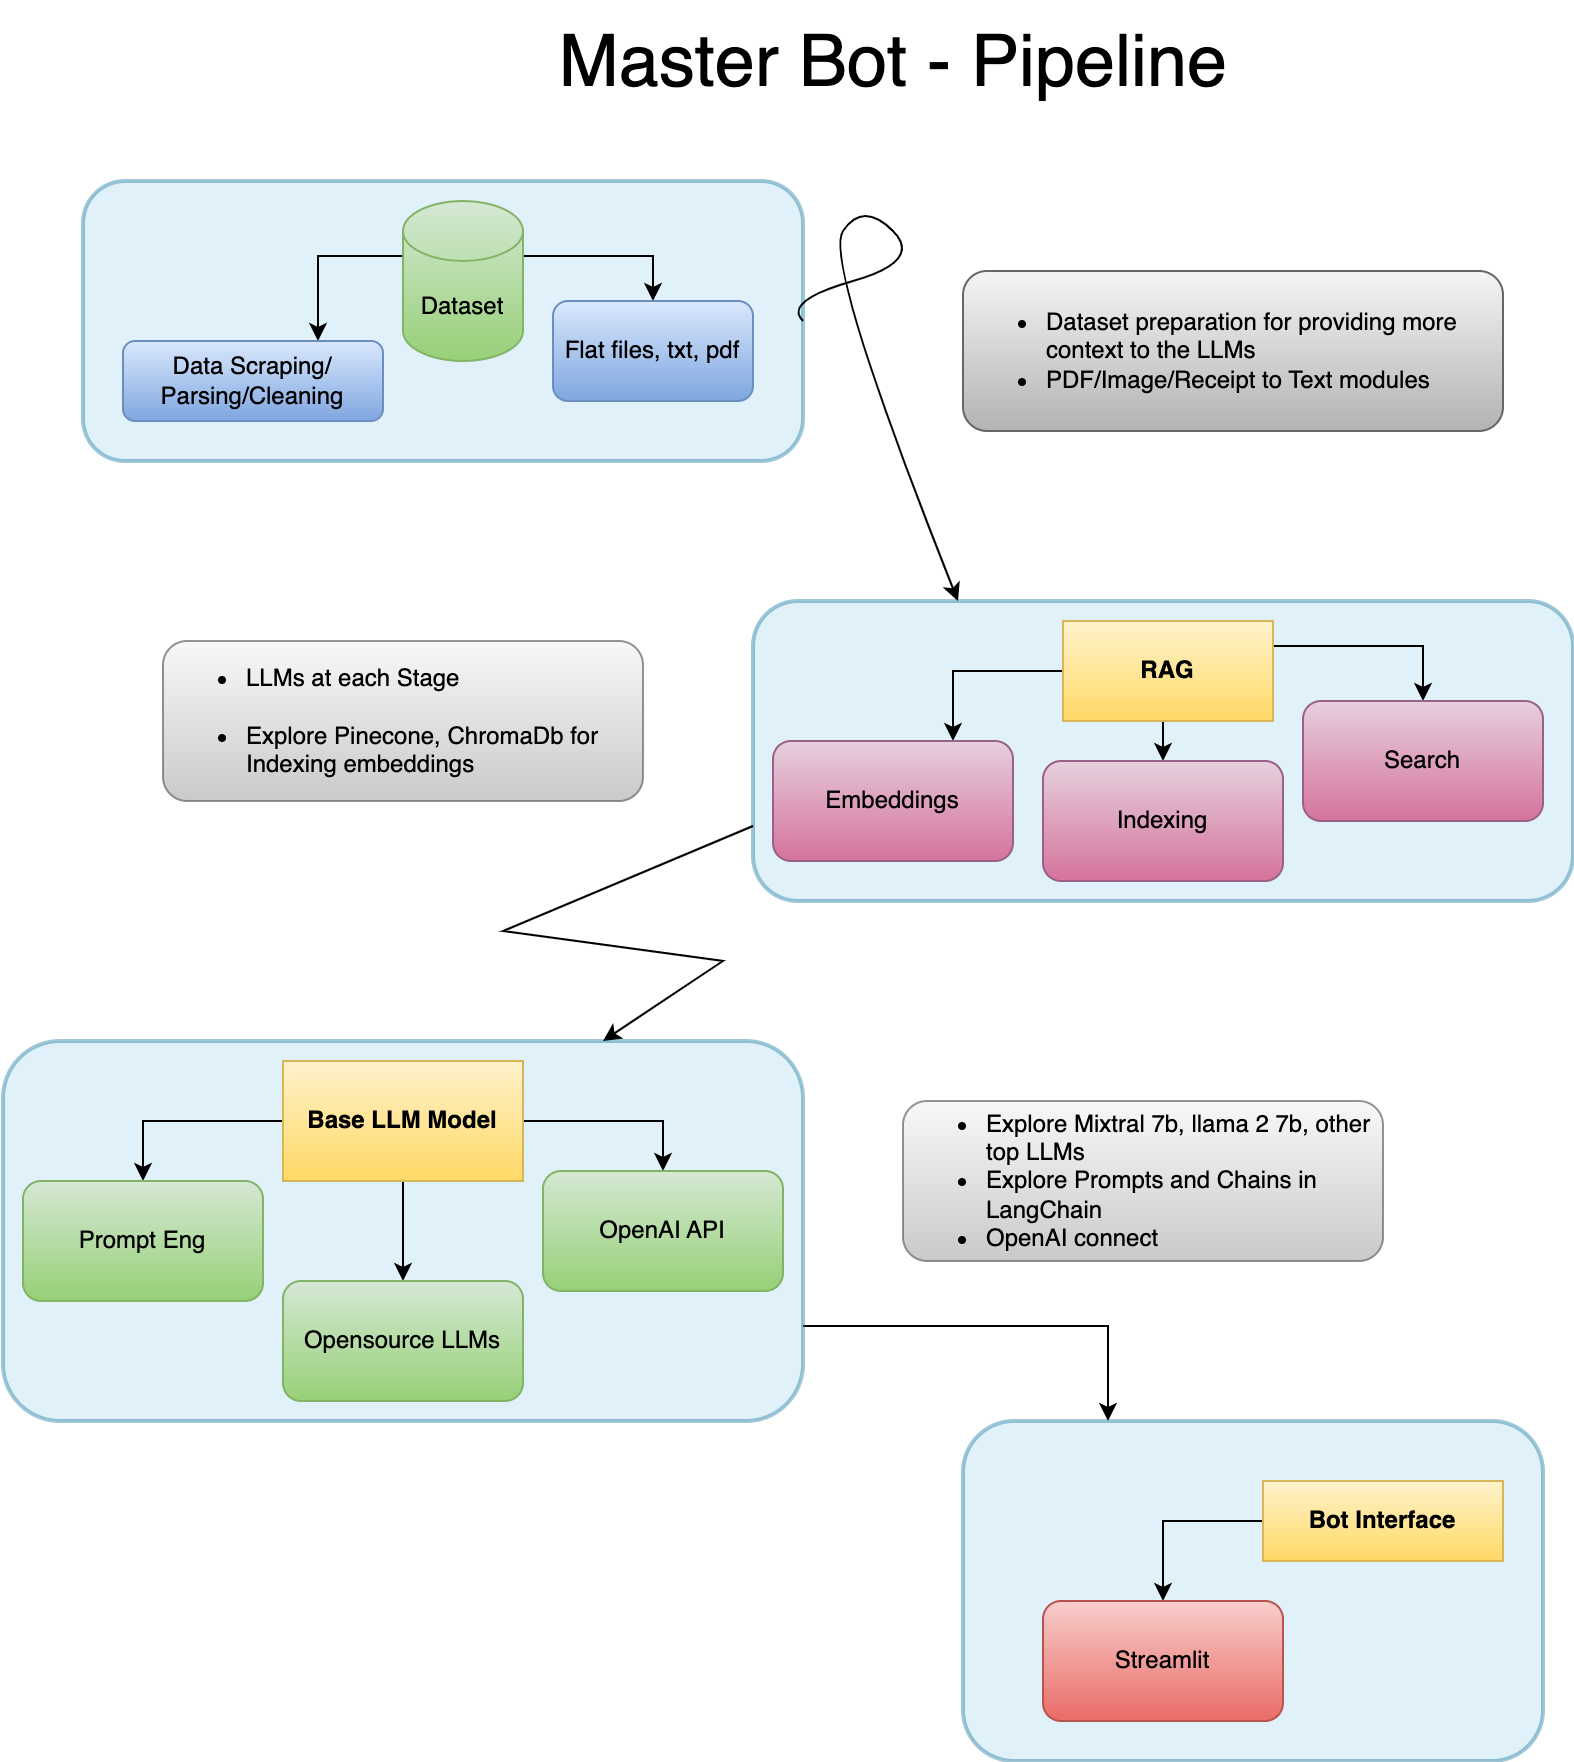 Master Bot - Pipeline
Dataset
Data Scraping/
Parsing/Cleaning
Flat files, txt, pdf
• Dataset preparation for providing more
context to the LLMs
• PDF/Image/Receipt to Text modules
• LLMs at each Stage
• Explore Pinecone, ChromaDb for
Indexing embeddings
RAG
Embeddings
Indexing
Search
Base LLM Model
Prompt Eng
Opensource LLMs
OpenAI API
• Explore Mixtral 7b, llama 2 7b, other
top LLMs
• Explore Prompts and Chains in
LangChain
• OpenAI connect
Bot Interface
Streamlit